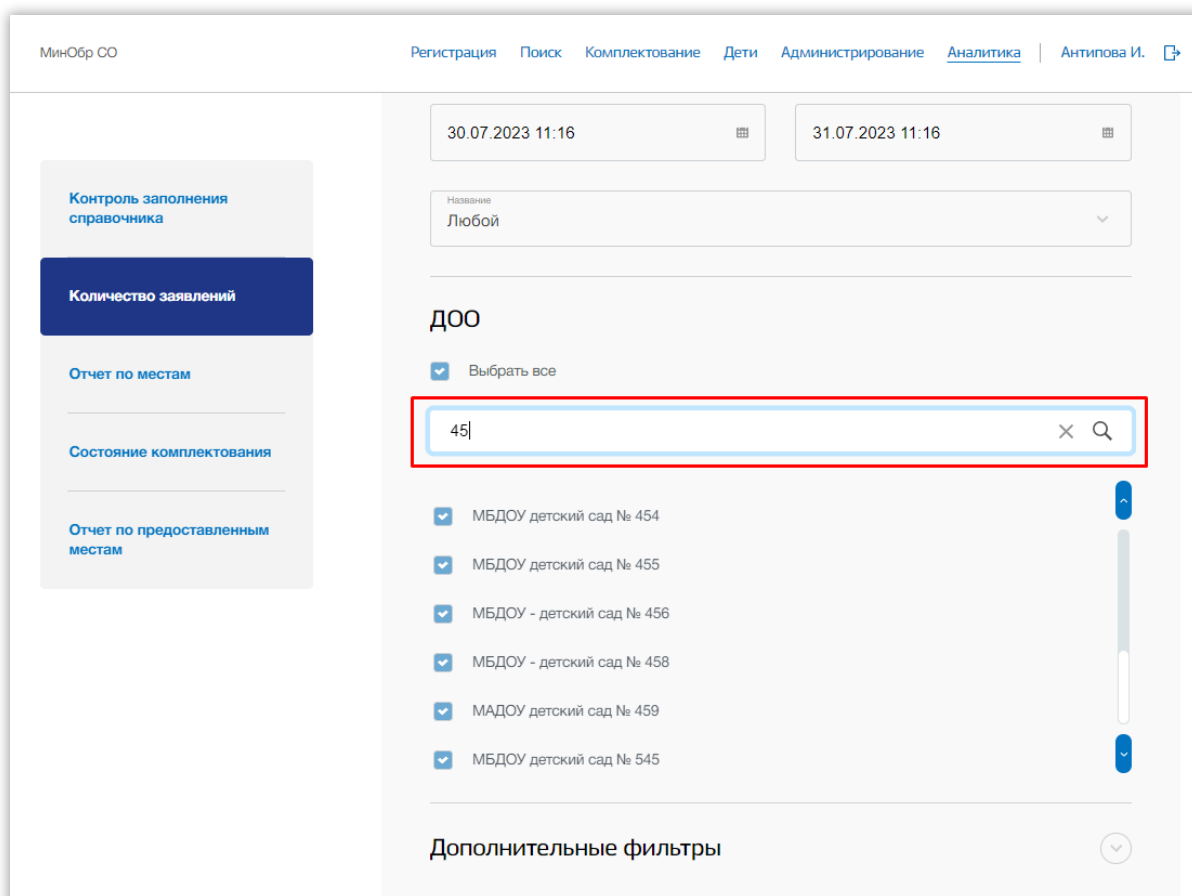 МинОбр СО
Регистрация Поиск Комплектование Дети Администрирование Аналитика Антипова И.
Контроль заполнения
справочника
Количество заявлений
Отчет по местам
Состояние комплектования
Отчет по предоставленным
местам
30.07.2023 11:16 31.07.2023 11:16
Название
Любой
ДОО
Выбрать все
45
МБДОУ детский сад № 454
МБДОУ детский сад № 455
МБДОУ - детский сад № 456
МБДОУ - детский сад № 458
МАДОУ детский сад № 459
МБДОУ детский сад № 545
Дополнительные фильтры